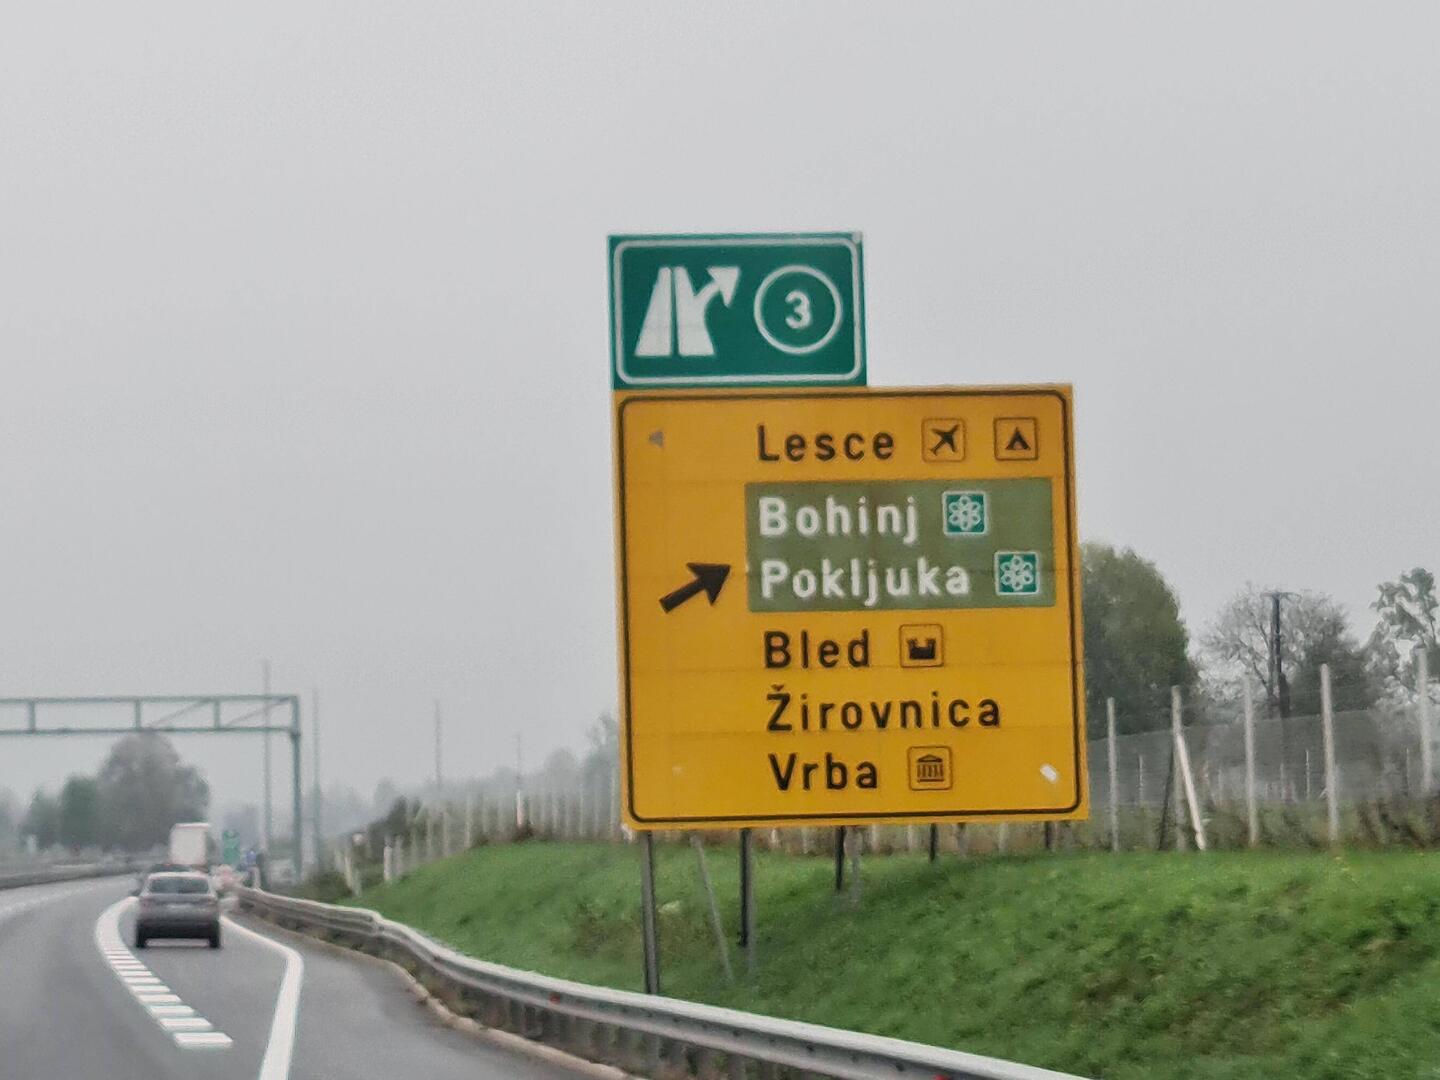 3
Lesce
Bohinj
Pokljuka
Bled
Žirovnica
Vrba